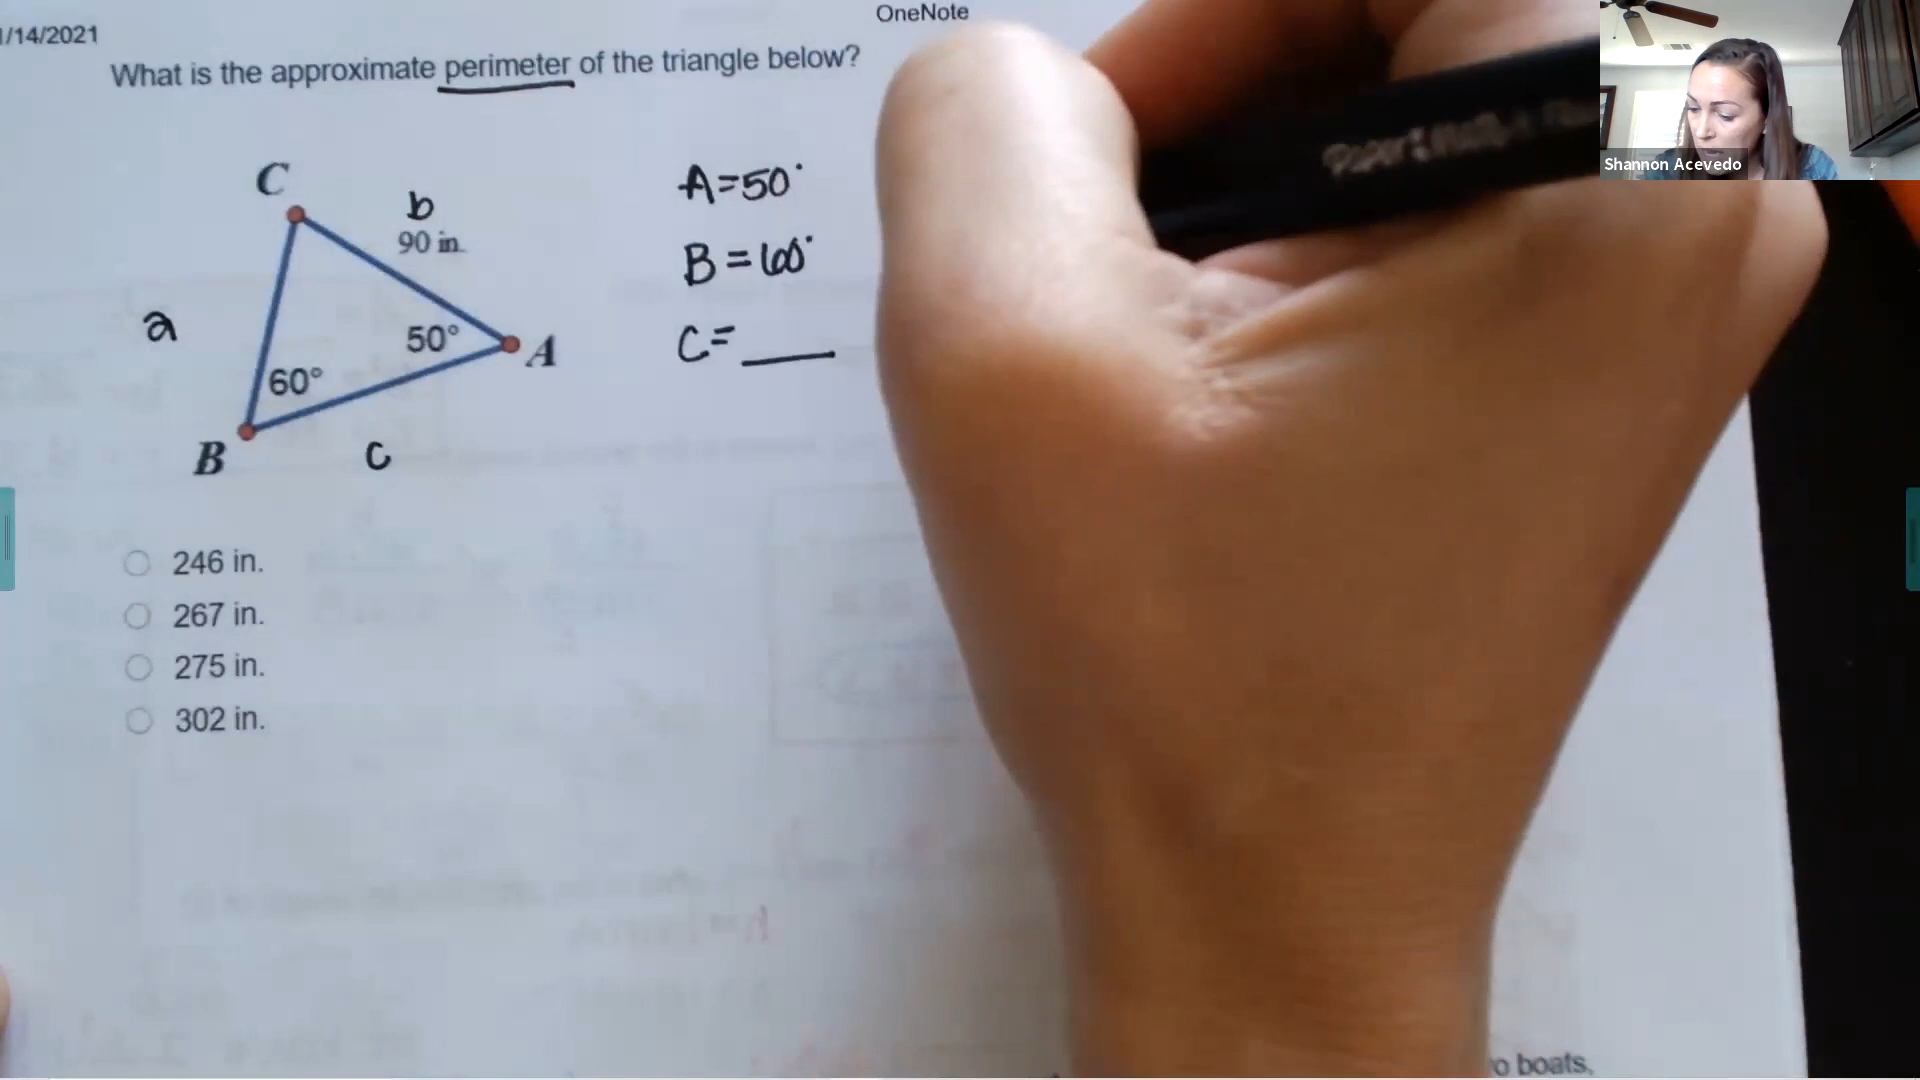 OneNote
1/14/2021
What is the approximate perimeter of the triangle below?
C
b
90 in.
a
50°
A
60°
B
c
A=50°
B=60°
C=
246 in.
267 in.
275 in.
302 in.
boats,
Shannon Acevedo